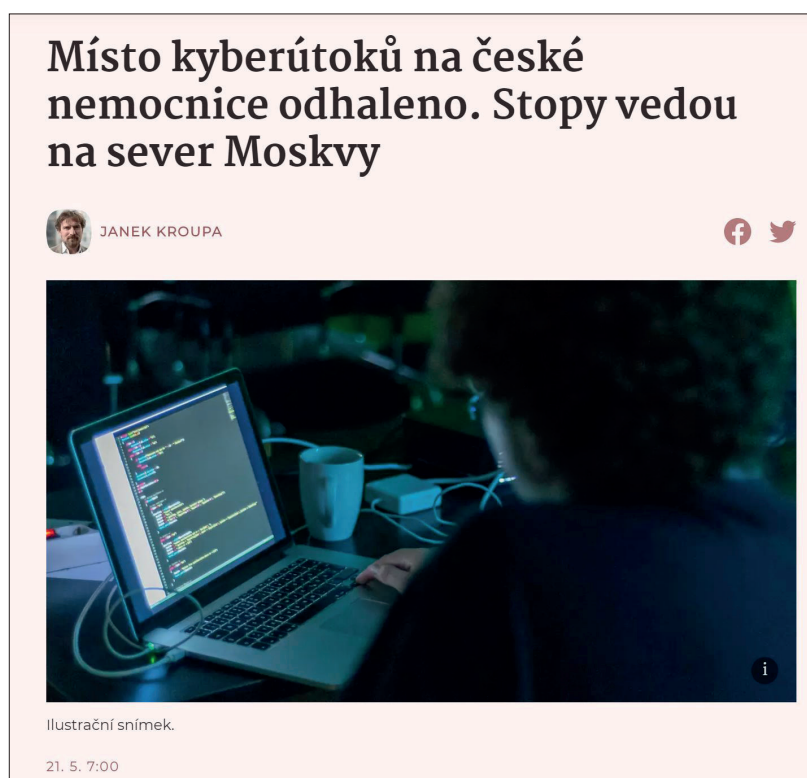 Místo kyberútoků na české
nemocnice odhaleno. Stopy vedou
na sever Moskvy
JANEK KROUPA
i
Ilustrační snímek.
21. 5. 7:00